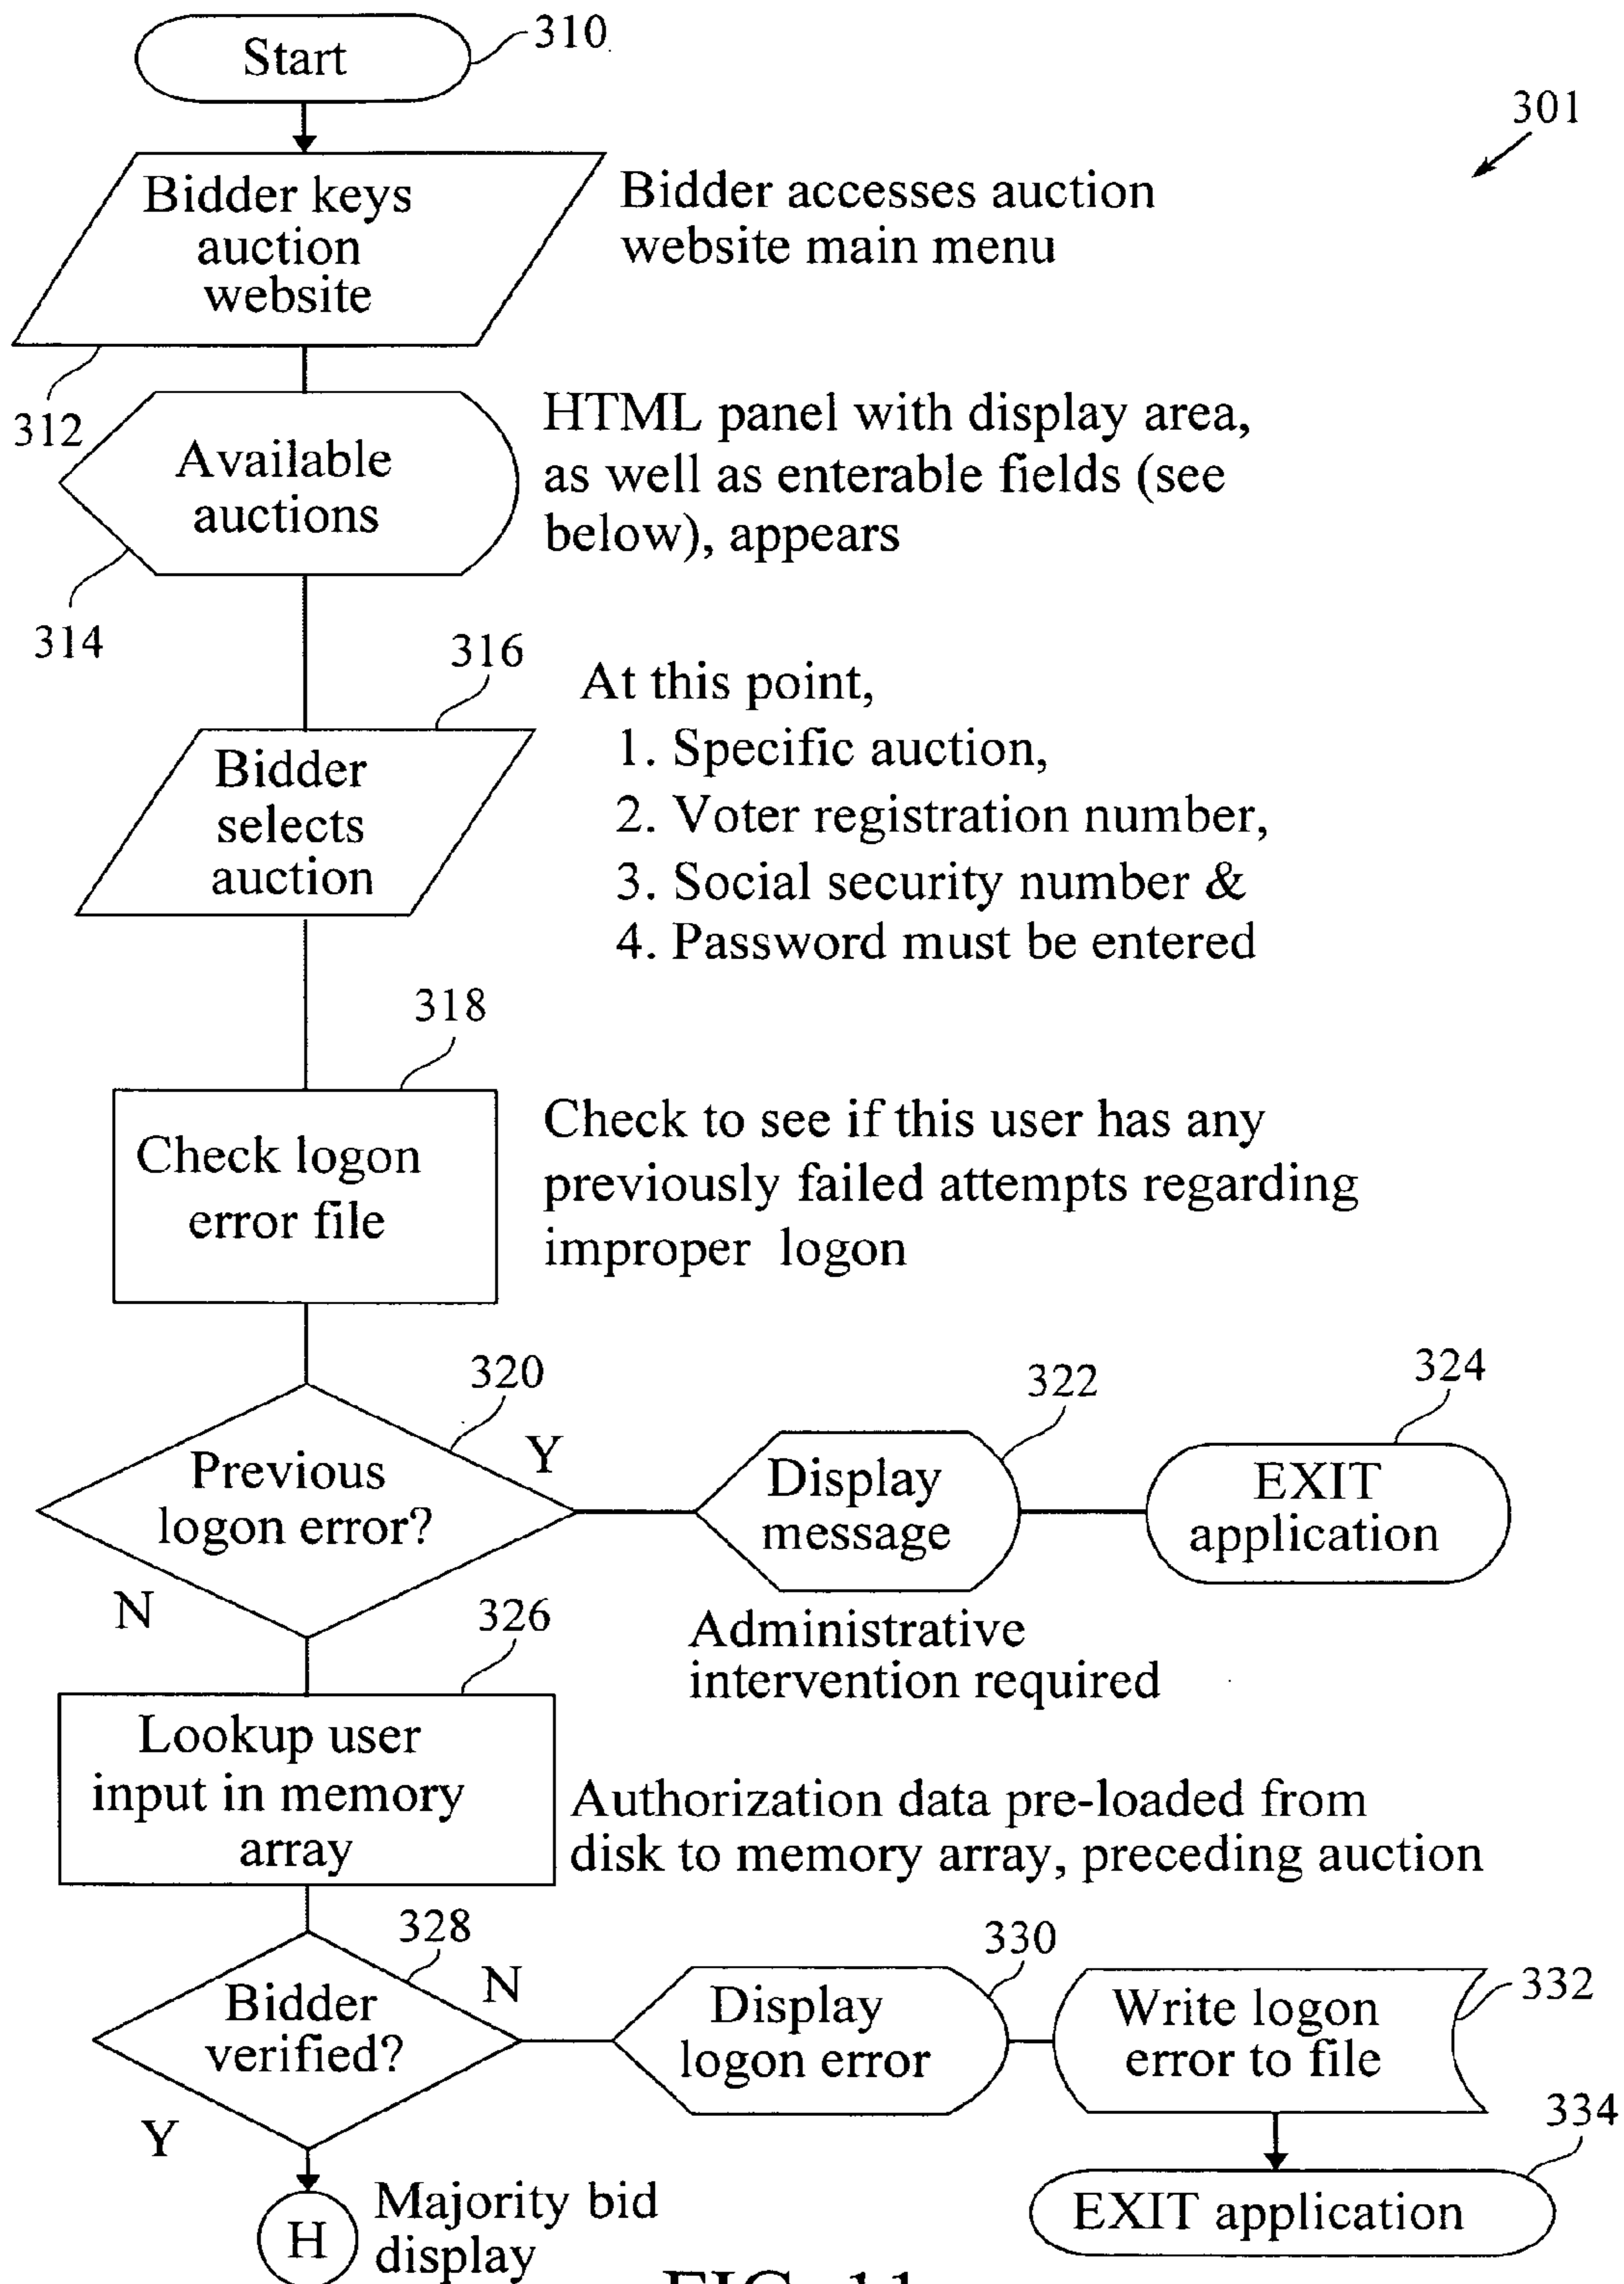 Start
310
301
Bidder keys
auction
website
Bidder accesses auction
website main menu
312
Available
auctions
HTML panel with display area,
as well as enterable fields (see
below), appears
314
316
Bidder
selects
auction
At this point,
1. Specific auction,
2. Voter registration number,
3. Social security number &
4. Password must be entered
318
Check logon
error file
Check to see if this user has any
previously failed attempts regarding
improper logon
320
Previous
logon error?
Y
N
322
Display
message
324
EXIT
application
Administrative
intervention required
326
Lookup user
input in memory
array
Authorization data pre-loaded from
disk to memory array, preceding auction
328
Bidder
verified?
N
Y
330
Display
logon error
332
Write logon
error to file
334
EXIT application
H
Majority bid
display